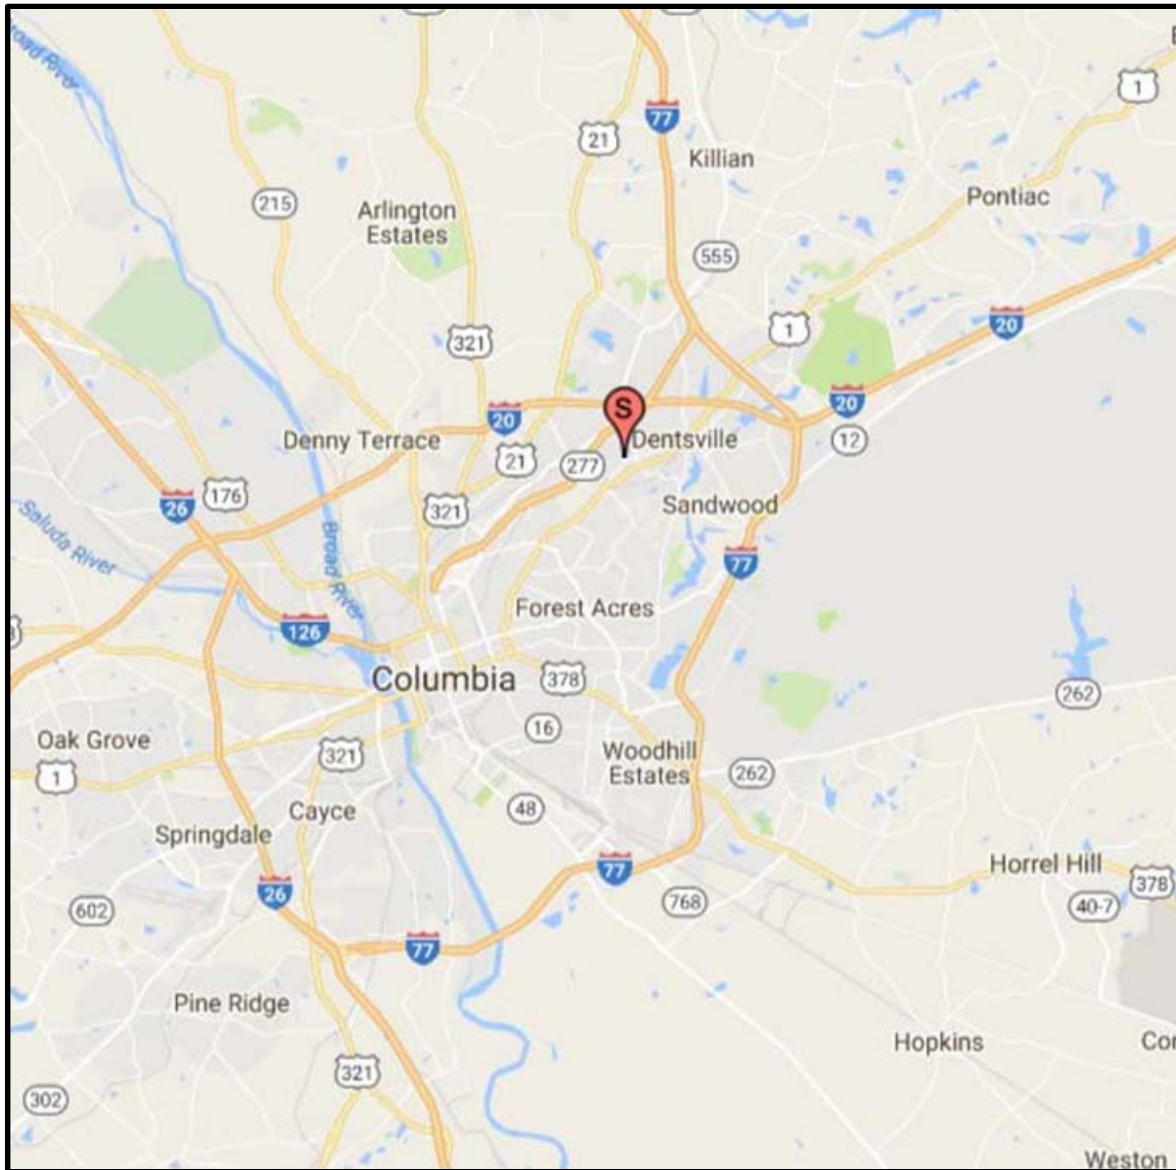 road River
77
1
21
Killian
Pontiac
215
Arlington
Estates
555
321
1
20
S
20
20
Denny Terrace
Dentsville
12
21
277
26
176
321
Sandwood
Saluda River
Broad River
77
Forest Acres
126
Columbia
378
262
16
Oak Grove
321
Woodhill
Estates
1
262
Cayce
48
Springdale
77
Horrel Hill
378
26
602
768
40-7
77
Pine Ridge
Hopkins
Cor
321
302
Weston